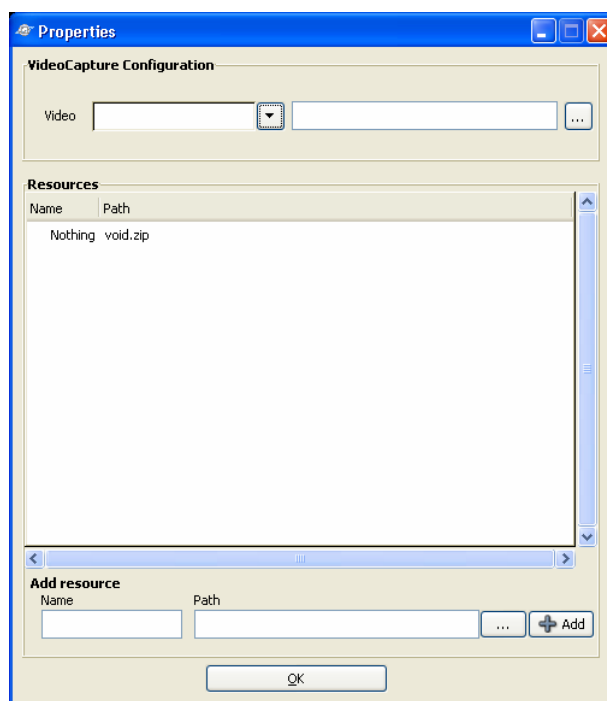 Properties
VideoCapture Configuration
Video ...
Resources
Name Path
Nothing void.zip
Add resource
Name Path
... Add
OK